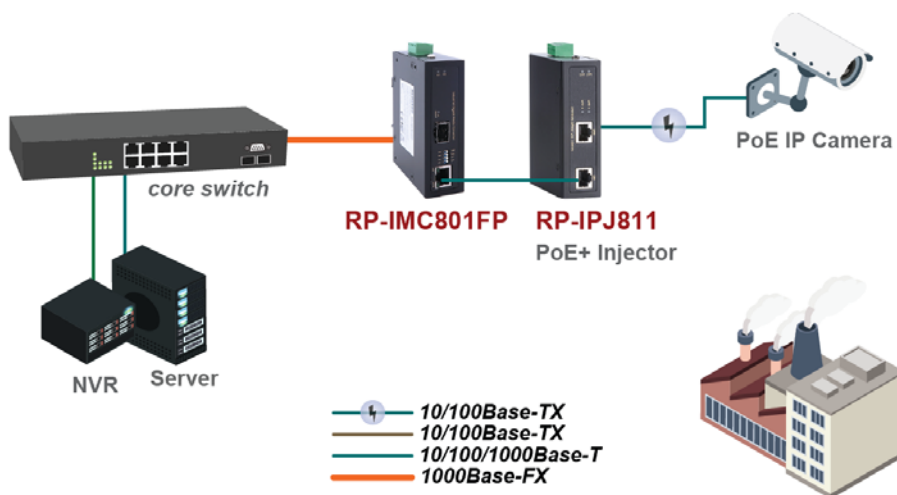 core switch
PoE IP Camera
RP-IMC801FP
RP-IPJ811
PoE+ Injector
NVR
Server
10/100Base-TX
10/100Base-TX
10/100/1000Base-T
1000Base-FX